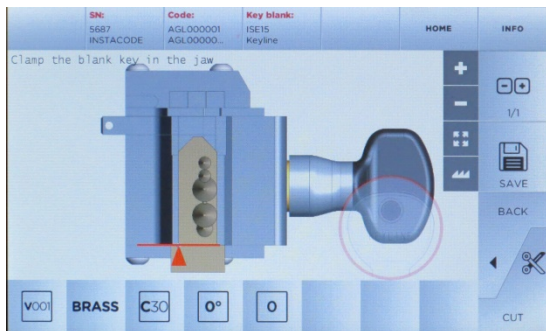 SN:
5687
INSTACODE
Code:
AGL000001
AGL00000...
Key blank:
ISE15
Keyline
HOME
INFO
Clamp the blank key in the jaw
1/1
SAVE
BACK
V001
BRASS
C30
0°
0
CUT